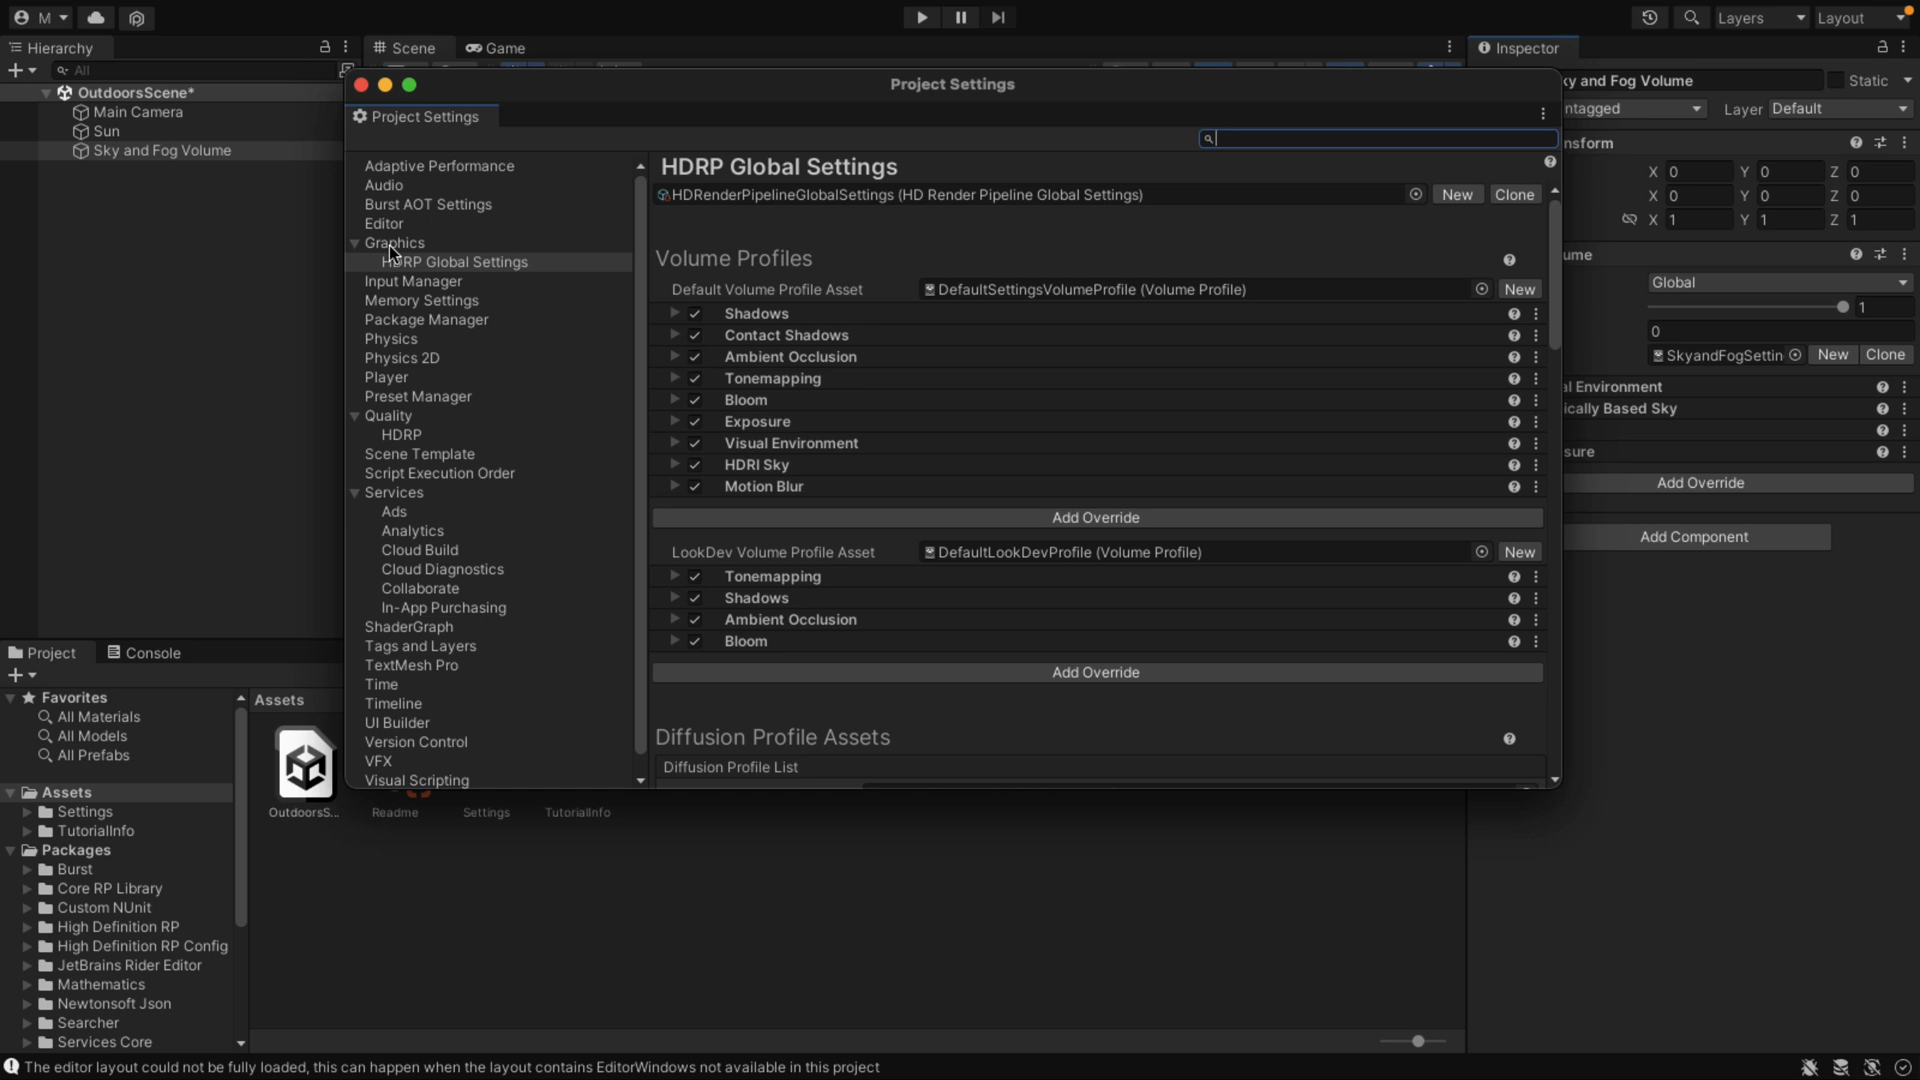 M
Layers
Layout
Hierarchy
Scene
Game
Inspector
All
OutdoorsScene*
Main Camera
Sun
Sky and Fog Volume
Project Settings
Project Settings
Adaptive Performance
Audio
Burst AOT Settings
Editor
Graphics
HDRP Global Settings
Input Manager
Memory Settings
Package Manager
Physics
Physics 2D
Player
Preset Manager
Quality
HDRP
Scene Template
Script Execution Order
Services
Ads
Analytics
Cloud Build
Cloud Diagnostics
Collaborate
In-App Purchasing
ShaderGraph
Tags and Layers
TextMesh Pro
Time
Timeline
UI Builder
Version Control
VFX
Visual Scripting
HDRP Global Settings
HDRenderPipelineGlobalSettings (HD Render Pipeline Global Settings)
New
Clone
Volume Profiles
Default Volume Profile Asset
DefaultSettingsVolumeProfile (Volume Profile)
New
Shadows
Contact Shadows
Ambient Occlusion
Tonemapping
Bloom
Exposure
Visual Environment
HDRI Sky
Motion Blur
Add Override
LookDev Volume Profile Asset
DefaultLookDevProfile (Volume Profile)
New
Tonemapping
Shadows
Ambient Occlusion
Bloom
Add Override
Diffusion Profile Assets
Diffusion Profile List
ky and Fog Volume
Static
ntagged
Layer Default
nsform
X 0 Y 0 Z 0
X 0 Y 0 Z 0
X 1 Y 1 Z 1
ume
Global
1
0
SkyandFogSettin
New
Clone
al Environment
ically Based Sky
sure
Add Override
Add Component
Project
Console
Favorites
All Materials
All Models
All Prefabs
Assets
Settings
TutorialInfo
Packages
Burst
Core RP Library
Custom NUnit
High Definition RP
High Definition RP Config
JetBrains Rider Editor
Mathematics
Newtonsoft Json
Searcher
Services Core
Assets
OutdoorsS...
Readme
Settings
TutorialInfo
The editor layout could not be fully loaded, this can happen when the layout contains EditorWindows not available in this project